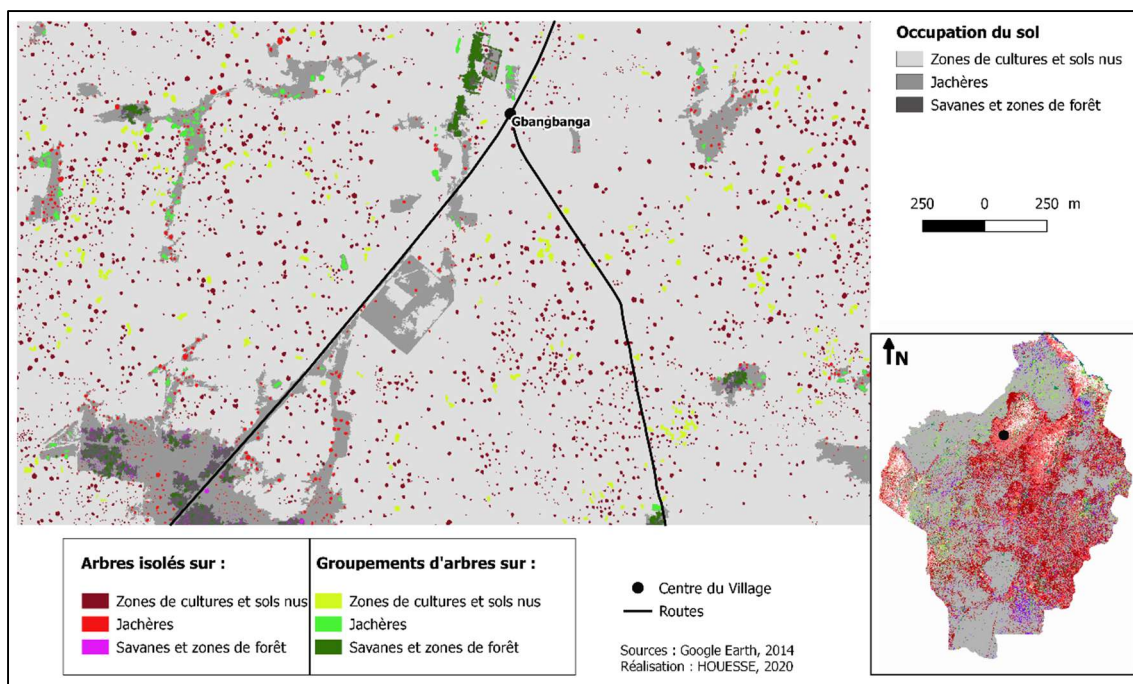 Gbangbanga
Occupation du sol
Zones de cultures et sols nus
Jachères
Savanes et zones de forêt
250 0 250 m
N
Arbres isolés sur :
Zones de cultures et sols nus
Jachères
Savanes et zones de forêt
Groupements d'arbres sur :
Zones de cultures et sols nus
Jachères
Savanes et zones de forêt
Centre du Village
Routes
Sources : Google Earth, 2014
Réalisation : HOUESSE, 2020